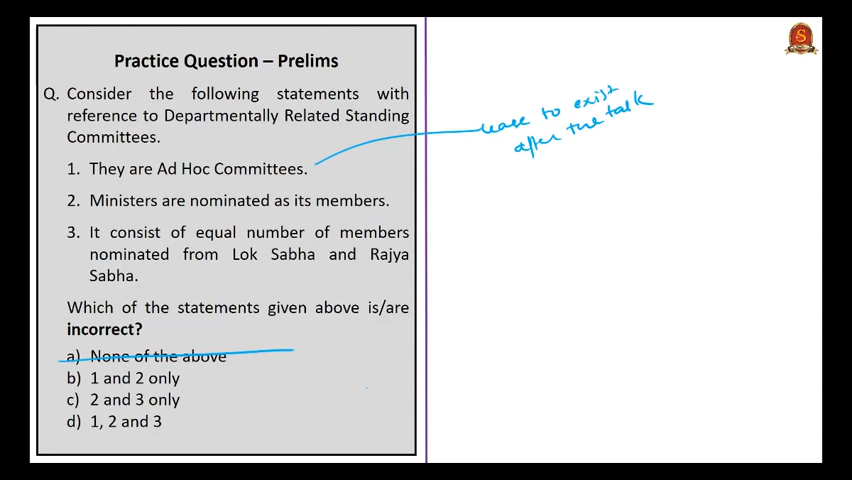 Practice Question – Prelims
Q. Consider the following statements with
reference to Departmentally Related Standing
Committees.
1. They are Ad Hoc Committees.
2. Ministers are nominated as its members.
3. It consist of equal number of members
nominated from Lok Sabha and Rajya
Sabha.
Which of the statements given above is/are
incorrect?
a) None of the above
b) 1 and 2 only
c) 2 and 3 only
d) 1, 2 and 3
S
cease to exist
after the task